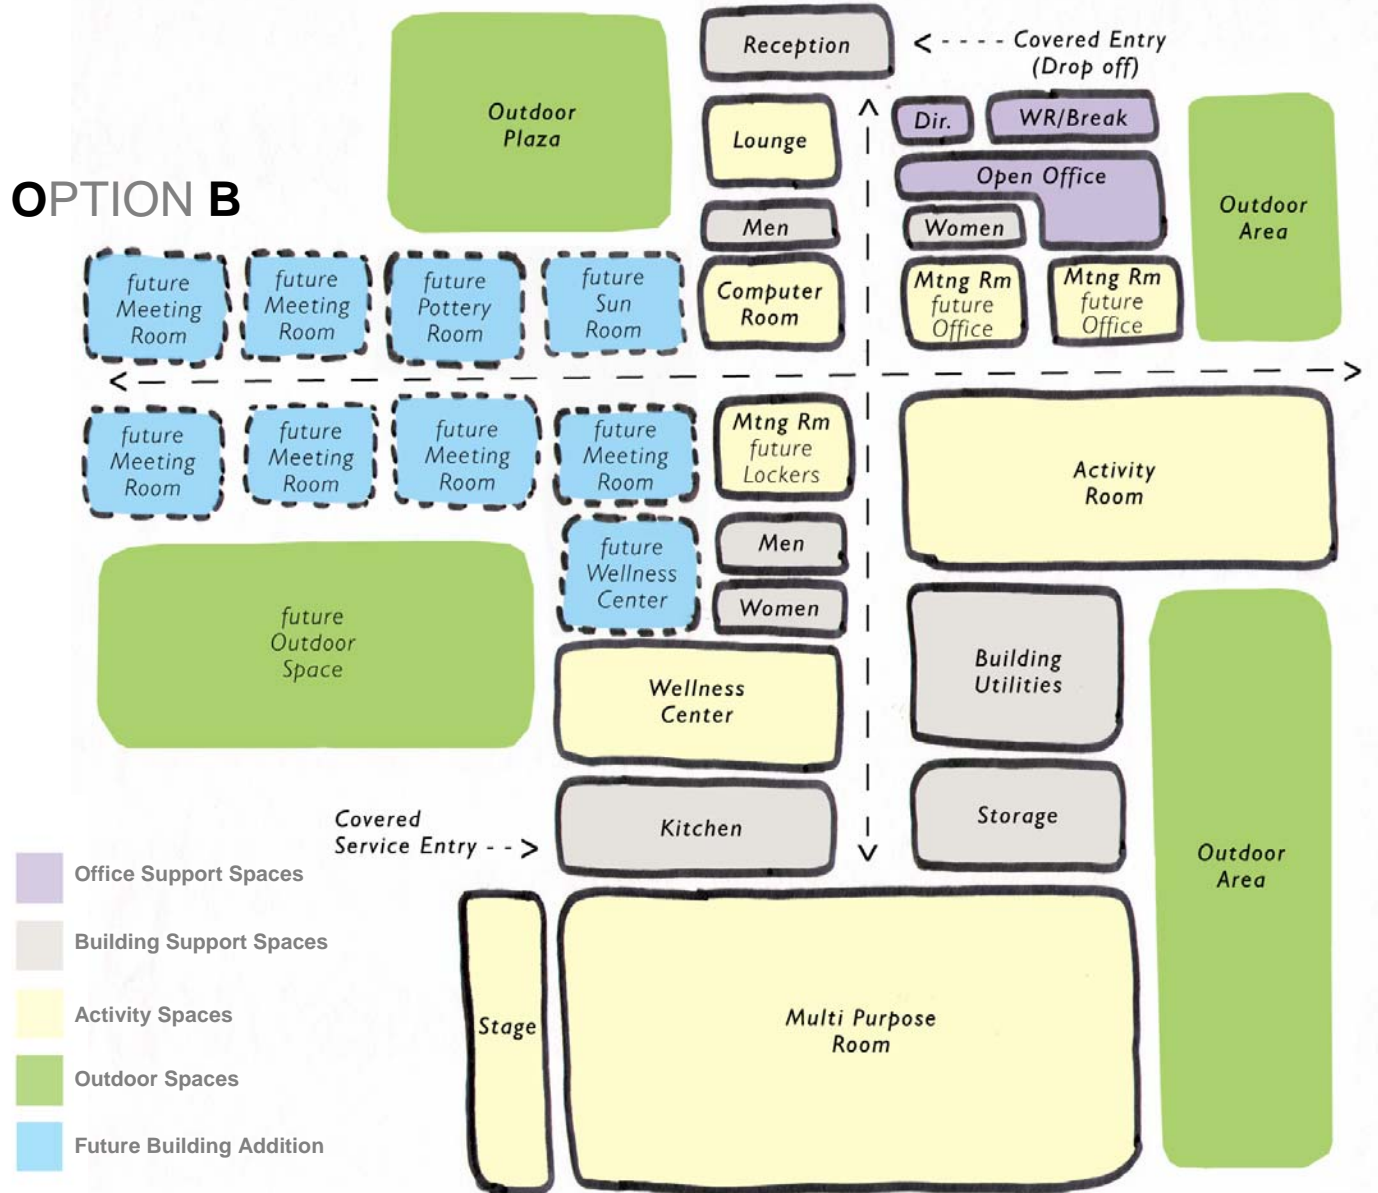 Reception
Covered Entry
(Drop off)
Outdoor
Plaza
Lounge
Dir.
WR/Break
Open Office
Outdoor
Area
OPTION B
Men
Women
future
Meeting
Room
future
Meeting
Room
future
Pottery
Room
future
Sun
Room
Computer
Room
Mtng Rm
future
Office
Mtng Rm
future
Office
future
Meeting
Room
future
Meeting
Room
future
Meeting
Room
future
Meeting
Room
Mtng Rm
future
Lockers
Activity
Room
Men
future
Wellness
Center
Women
future
Outdoor
Space
Wellness
Center
Building
Utilities
Covered
Service Entry
Kitchen
Storage
Outdoor
Area
Office Support Spaces
Building Support Spaces
Activity Spaces
Outdoor Spaces
Future Building Addition
Stage
Multi Purpose
Room